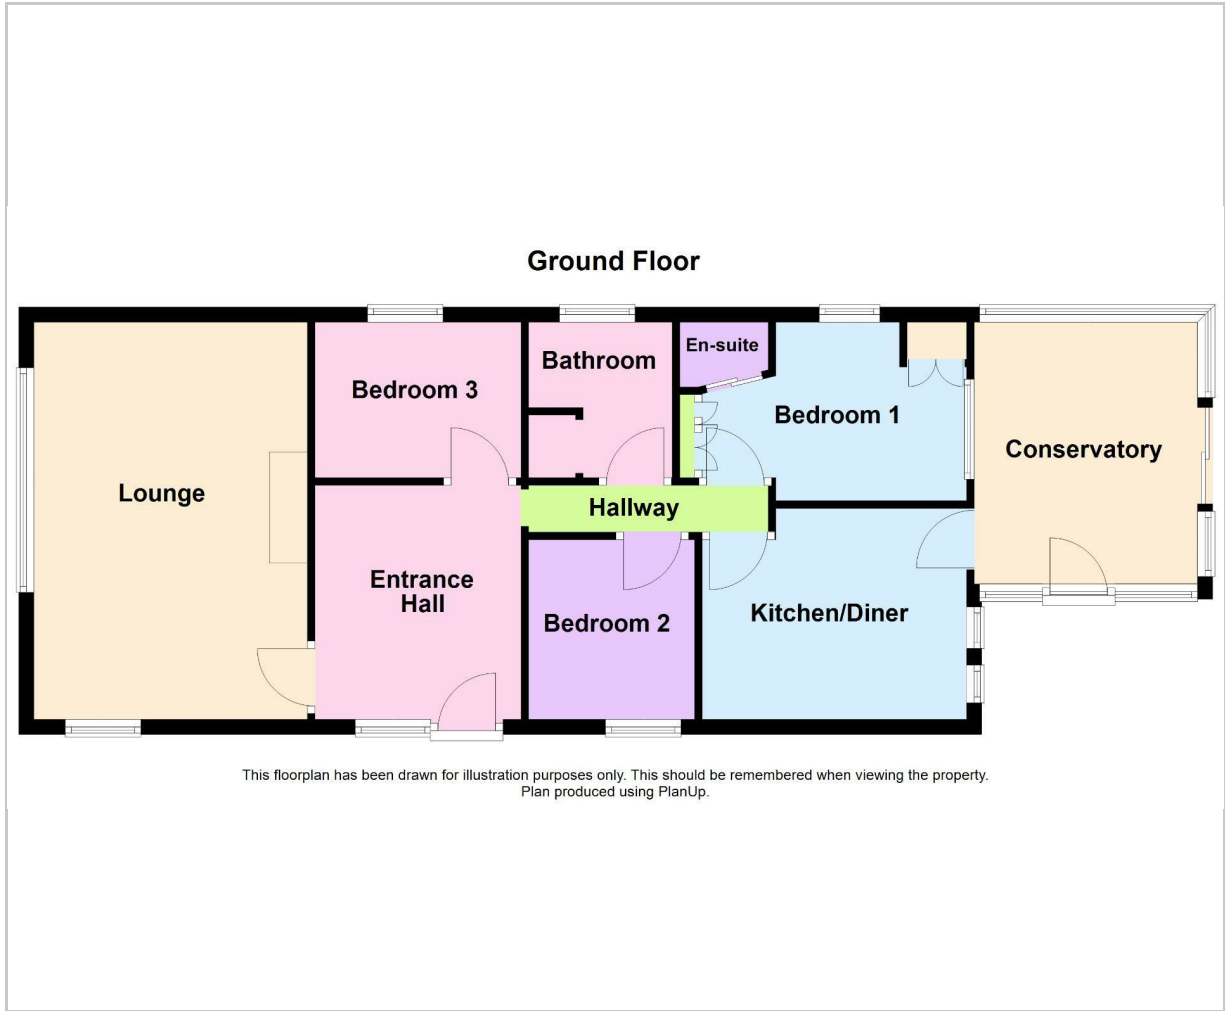 Ground Floor
En-suite
Bathroom
Bedroom 3
Bedroom 1
Conservatory
Lounge
Hallway
Entrance
Hall
Bedroom 2
Kitchen/Diner
This floorplan has been drawn for illustration purposes only. This should be remembered when viewing the property.
Plan produced using PlanUp.